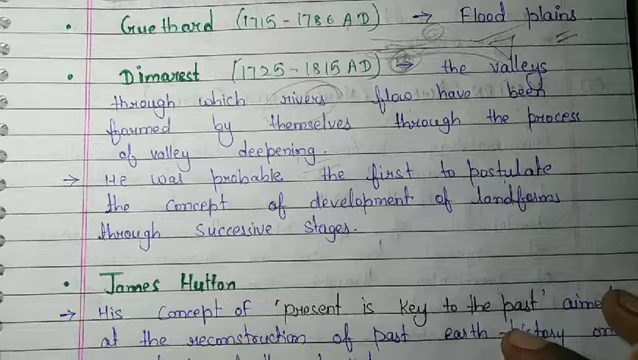 • Guethard (1715-1786 AD) → Flood plains
• Dimarest (1725-1815 AD) → the valleys
through which rivers flow have been
formed by themselves through the process
of valley deepening.
→ He was probable the first to postulate
the concept of development of landforms
through successive stages.
• James Hutton
→ His concept of 'present is key to the past' aimed
at the reconstruction of past earth history on